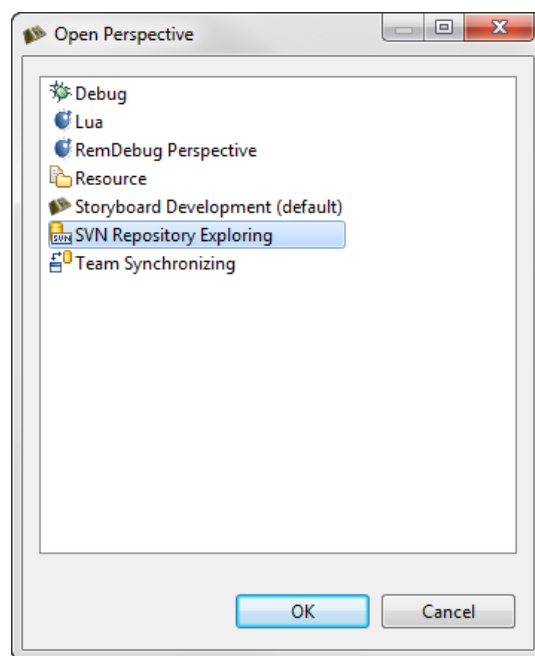 Open Perspective
Debug
Lua
RemDebug Perspective
Resource
Storyboard Development (default)
SVN Repository Exploring
Team Synchronizing
OK
Cancel